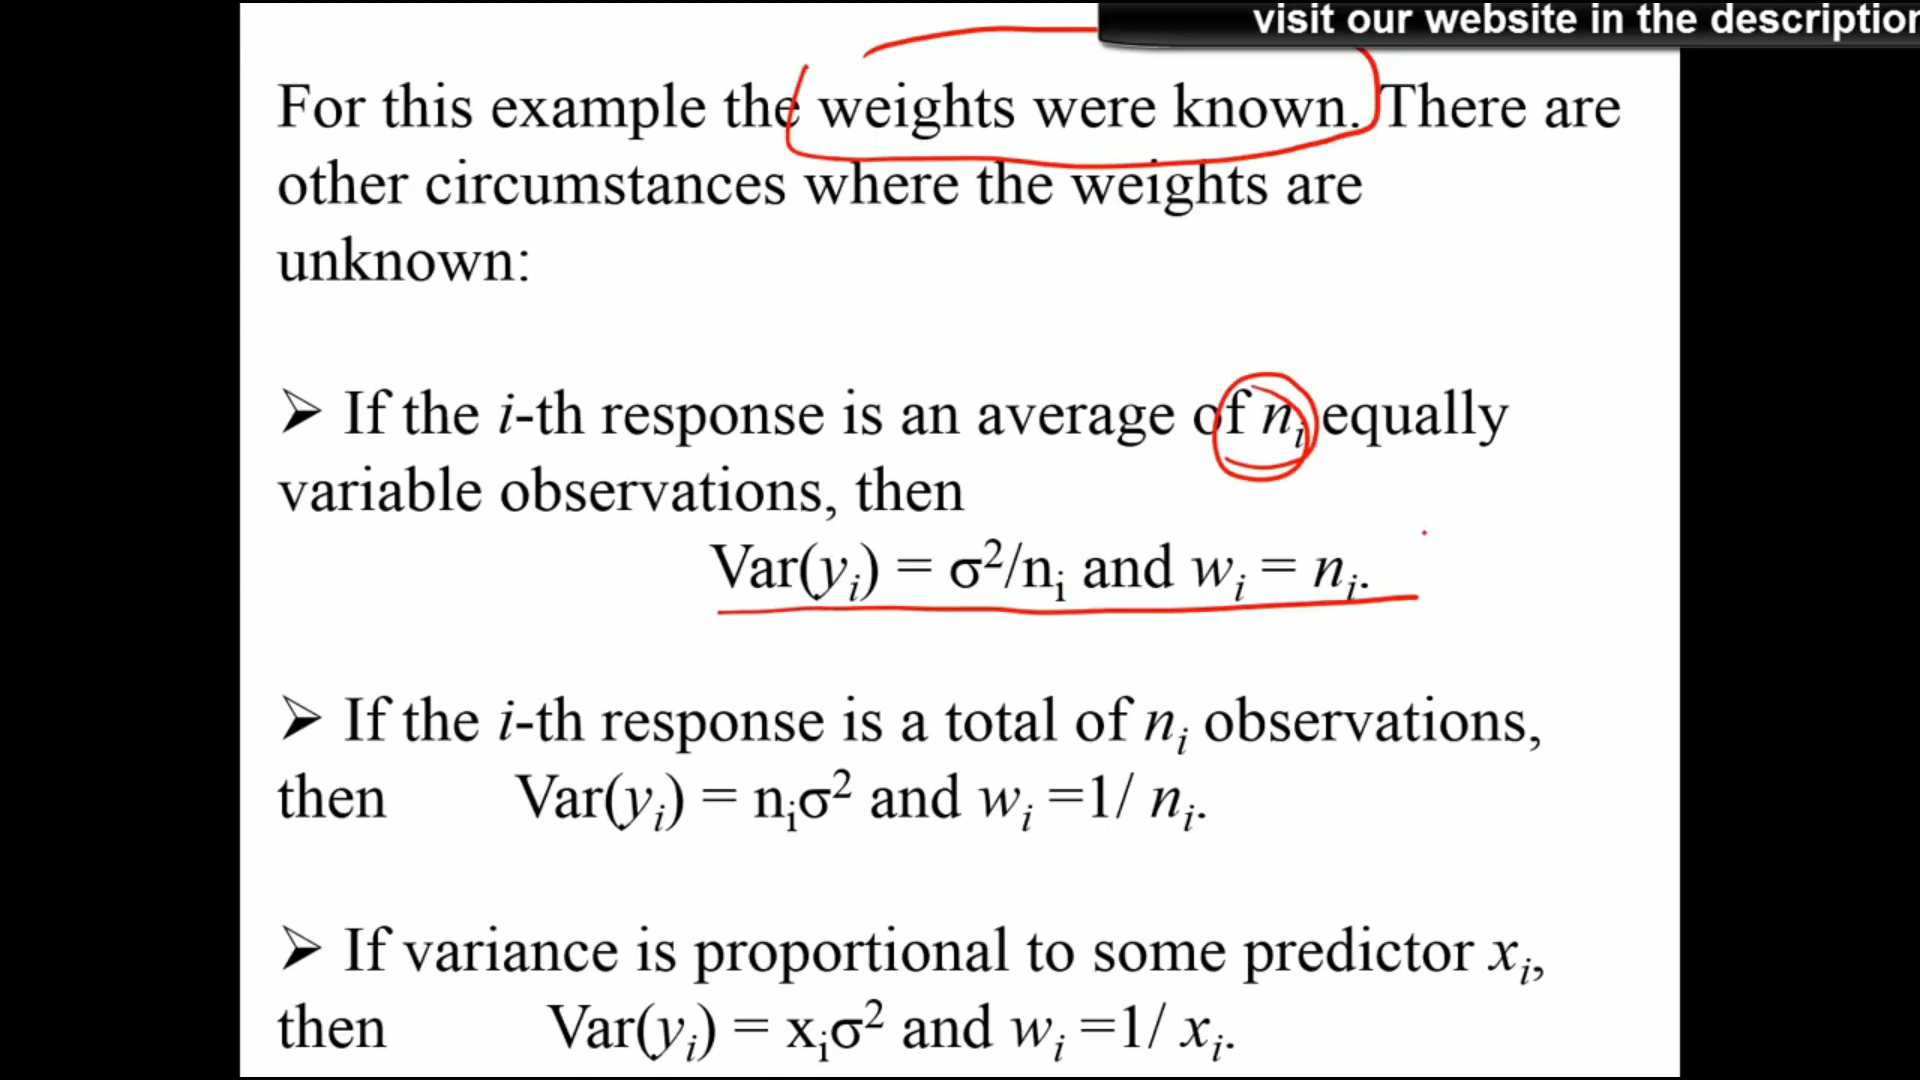 visit our website in the description
For this example the weights were known. There are
other circumstances where the weights are
unknown:
➢ If the i-th response is an average of nᵢ equally
variable observations, then
Var(yᵢ) = σ²/nᵢ and wᵢ = nᵢ.
➢ If the i-th response is a total of nᵢ observations,
then Var(yᵢ) = nᵢσ² and wᵢ =1/ nᵢ.
➢ If variance is proportional to some predictor xᵢ,
then Var(yᵢ) = xᵢσ² and wᵢ =1/ xᵢ.